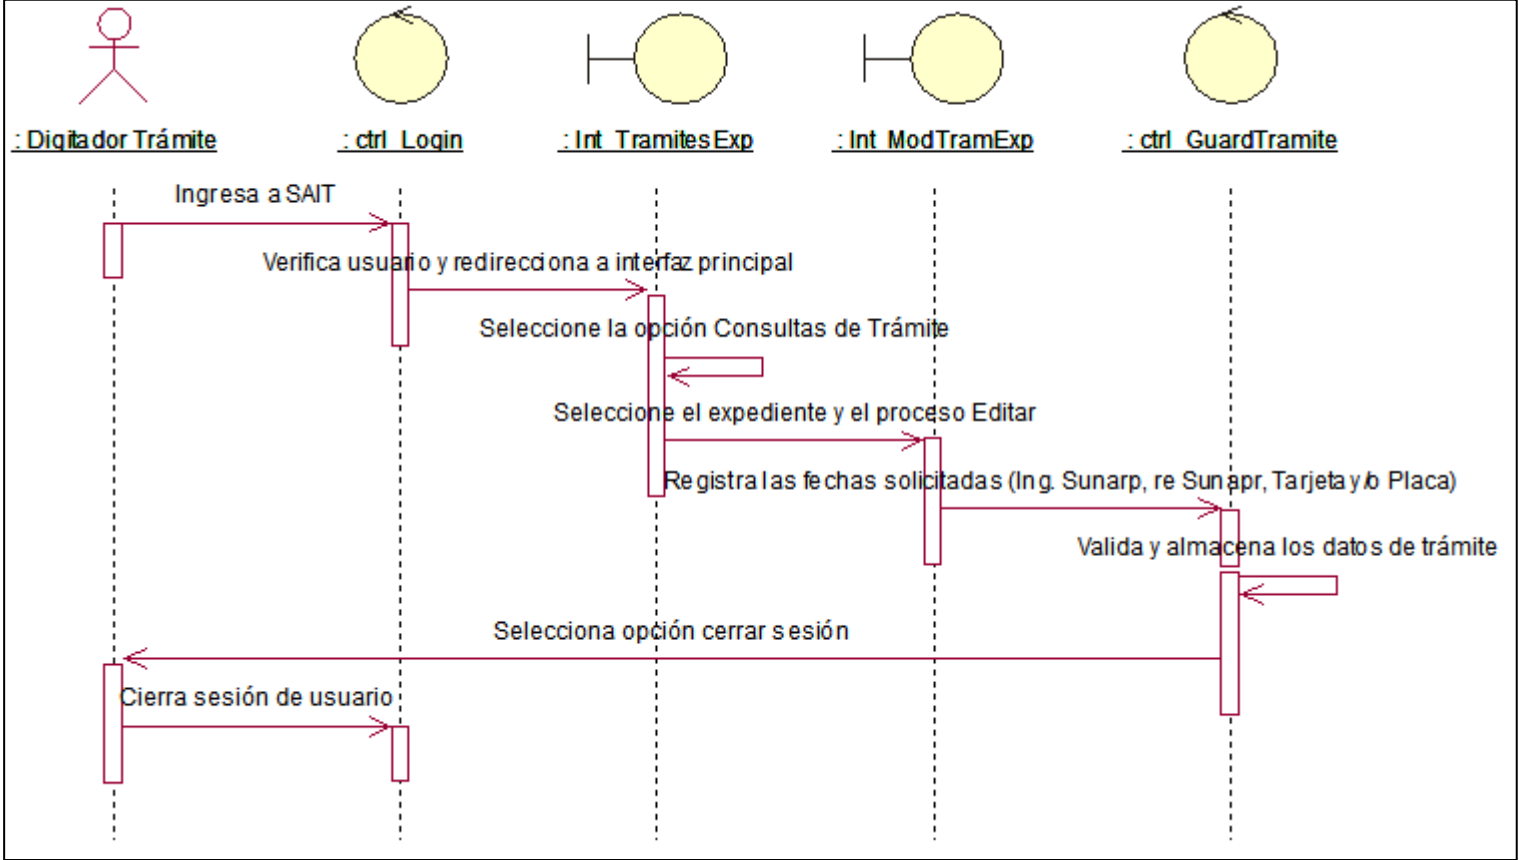 : Digitador Trámite
: ctrl_Login
: Int_TramitesExp
: Int_ModTramExp
: ctrl_GuardTramite
Ingresa a SAIT
Verifica usuario y redirecciona a interfaz principal
Seleccione la opción Consultas de Trámite
Seleccione el expediente y el proceso Editar
Registra las fechas solicitadas (Ing. Sunarp, re Sunapr, Tarjeta y/o Placa)
Valida y almacena los datos de trámite
Selecciona opción cerrar sesión
Cierra sesión de usuario